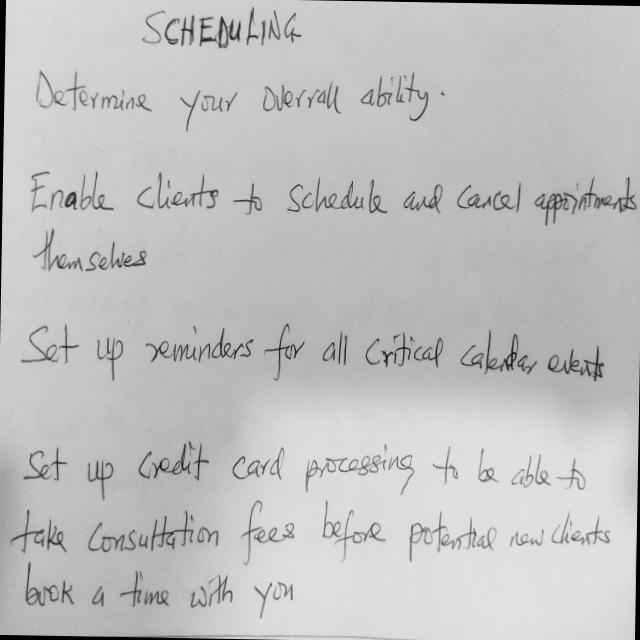 SCHEDULING
Determine your overrall ability.
Enable clients to schedule and cancel appointments
themselves
Set up reminders for all critical calendar events
Set up credit card processing to be able to
take consultation fees before potential new clients
book a time with you